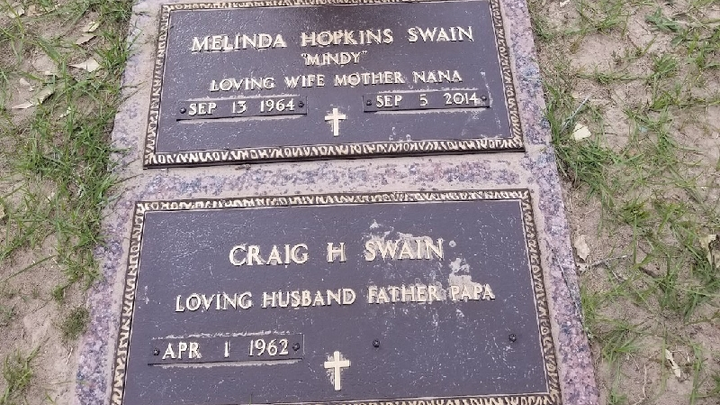 MELINDA HOPKINS SWAIN
"MINDY"
LOVING WIFE MOTHER NANA
SEP 13 1964 SEP 5 2014
CRAIG H SWAIN
LOVING HUSBAND FATHER PAPA
APR 1 1962